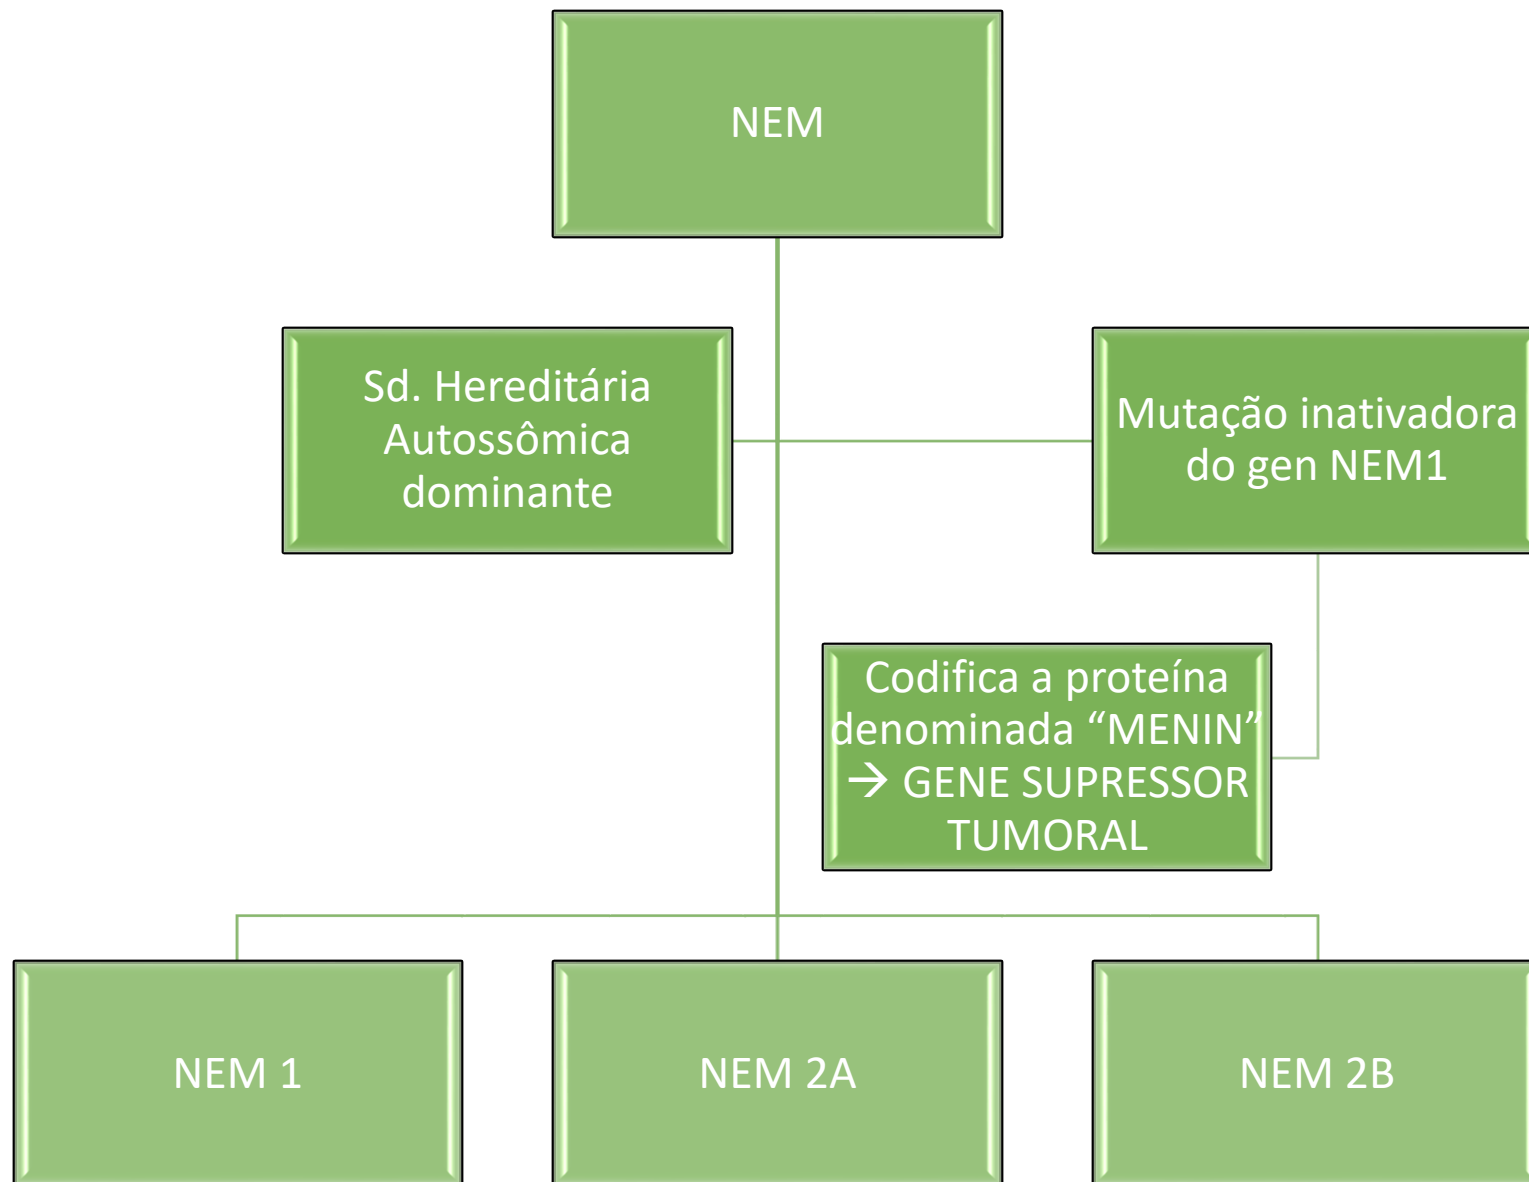 NEM
Sd. Hereditária
Autossômica
dominante
Mutação inativadora
do gen NEM1
Codifica a proteína
denominada “MENIN”
→ GENE SUPRESSOR
TUMORAL
NEM 1
NEM 2A
NEM 2B